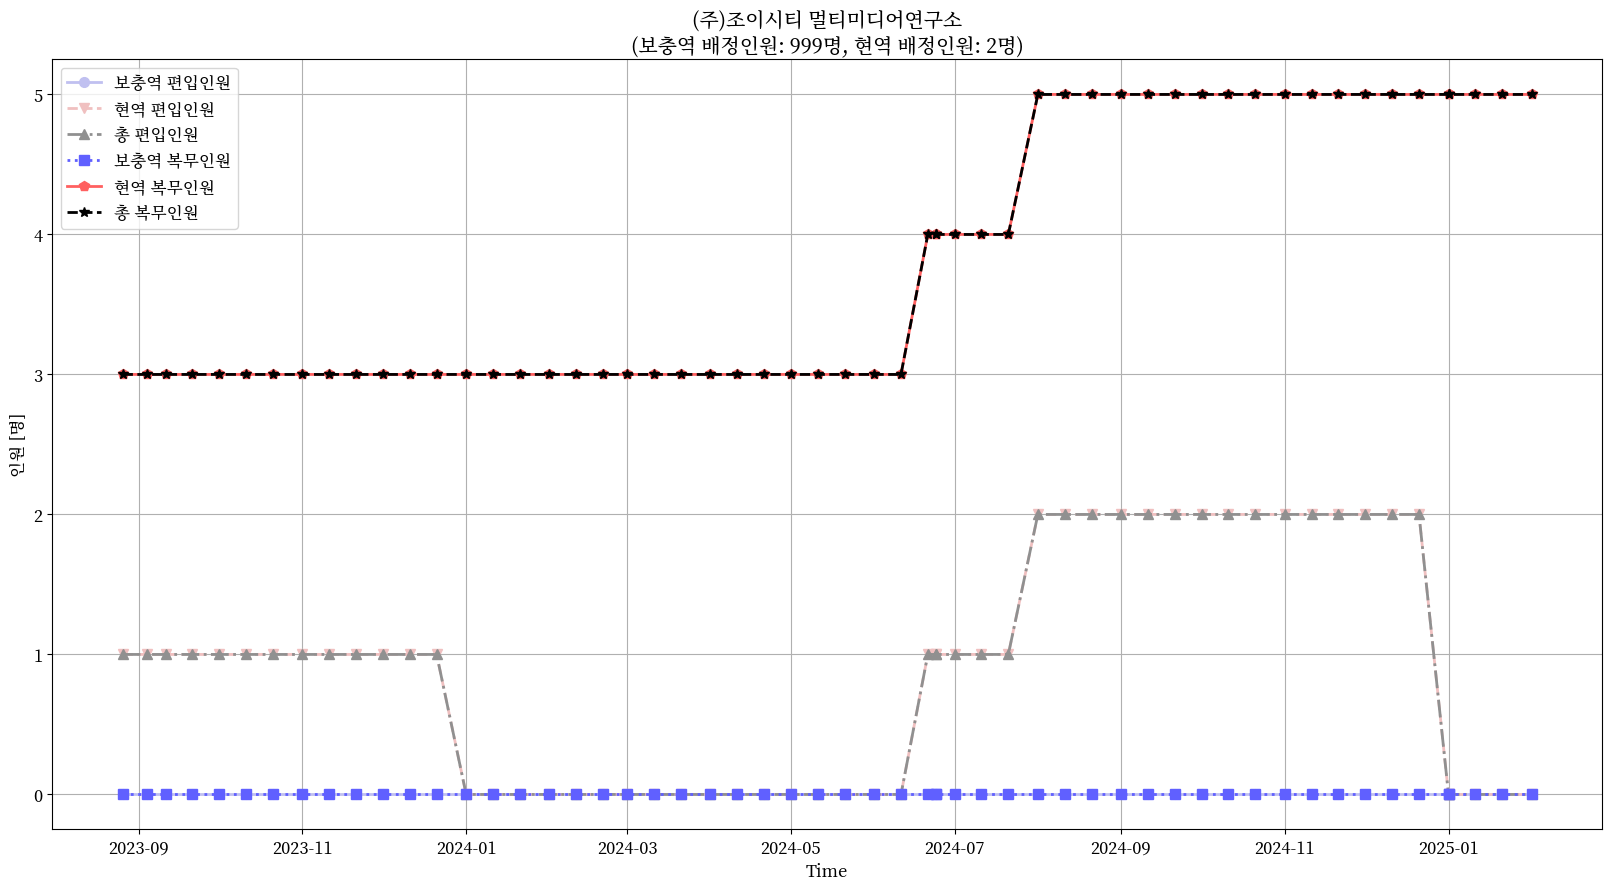 (주)조이시티 멀티미디어연구소
(보충역 배정인원: 999명, 현역 배정인원: 2명)
보충역 편입인원
현역 편입인원
총 편입인원
보충역 복무인원
현역 복무인원
총 복무인원
5
4
3
2
1
0
인원 [명]
2023-09
2023-11
2024-01
2024-03
2024-05
2024-07
2024-09
2024-11
2025-01
Time